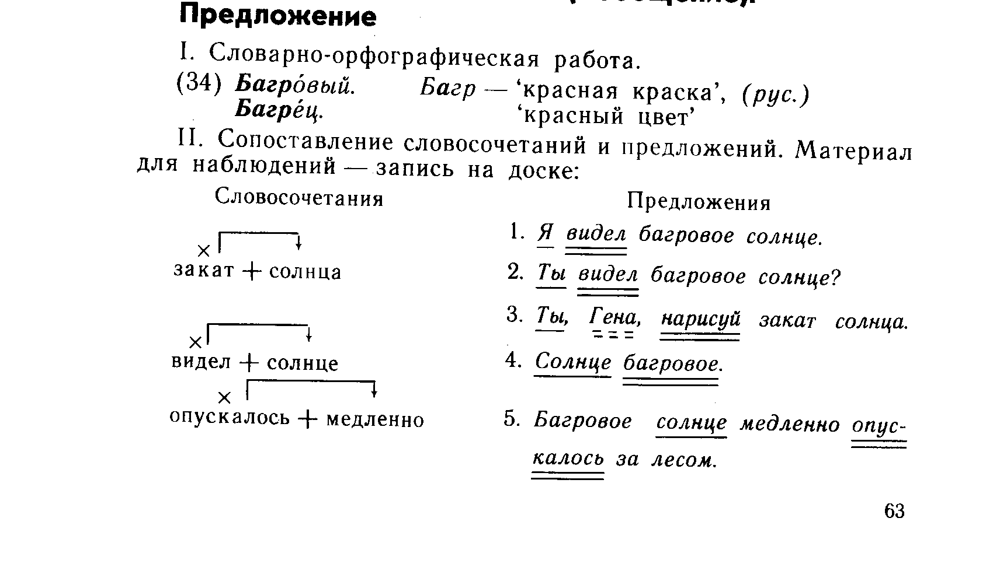 Предложение
I. Словарно-орфографическая работа.
(34) Багро́вый. Багр — ‘красная краска’, (рус.)
Багре́ц. ‘красный цвет’
II. Сопоставление словосочетаний и предложений. Материал
для наблюдений — запись на доске:
Словосочетания
×
закат + солнца
×
видел + солнце
×
опускалось + медленно
Предложения
1. Я видел багровое солнце.
2. Ты видел багровое солнце?
3. Ты, Гена, нарисуй закат солнца.
4. Солнце багровое.
5. Багровое солнце медленно опус-
калось за лесом.
63